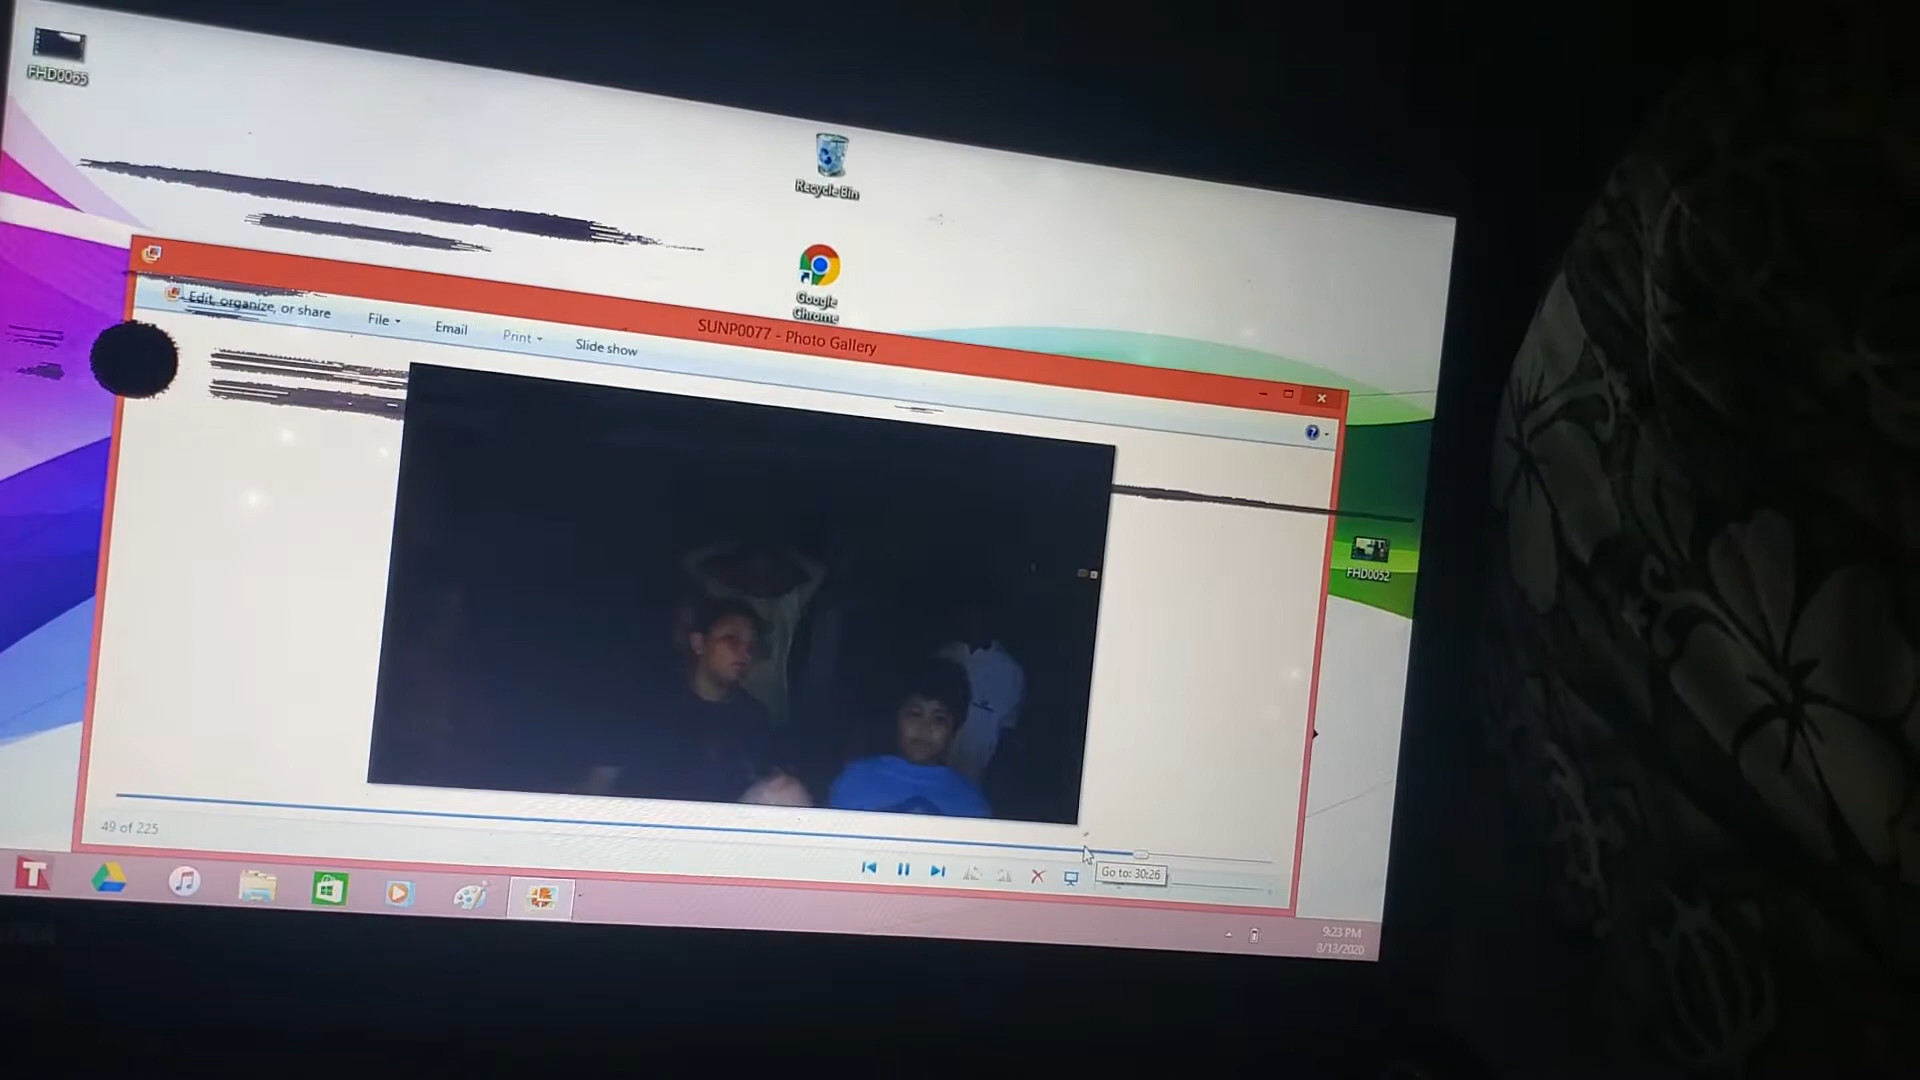 FHD0065
Recycle Bin
Google
Chrome
SUNP0077 - Photo Gallery
Edit, organize, or share
File
Email
Print
Slide show
FHD0052
49 of 225
Go to: 30:26
T
9:23 PM
8/13/2020